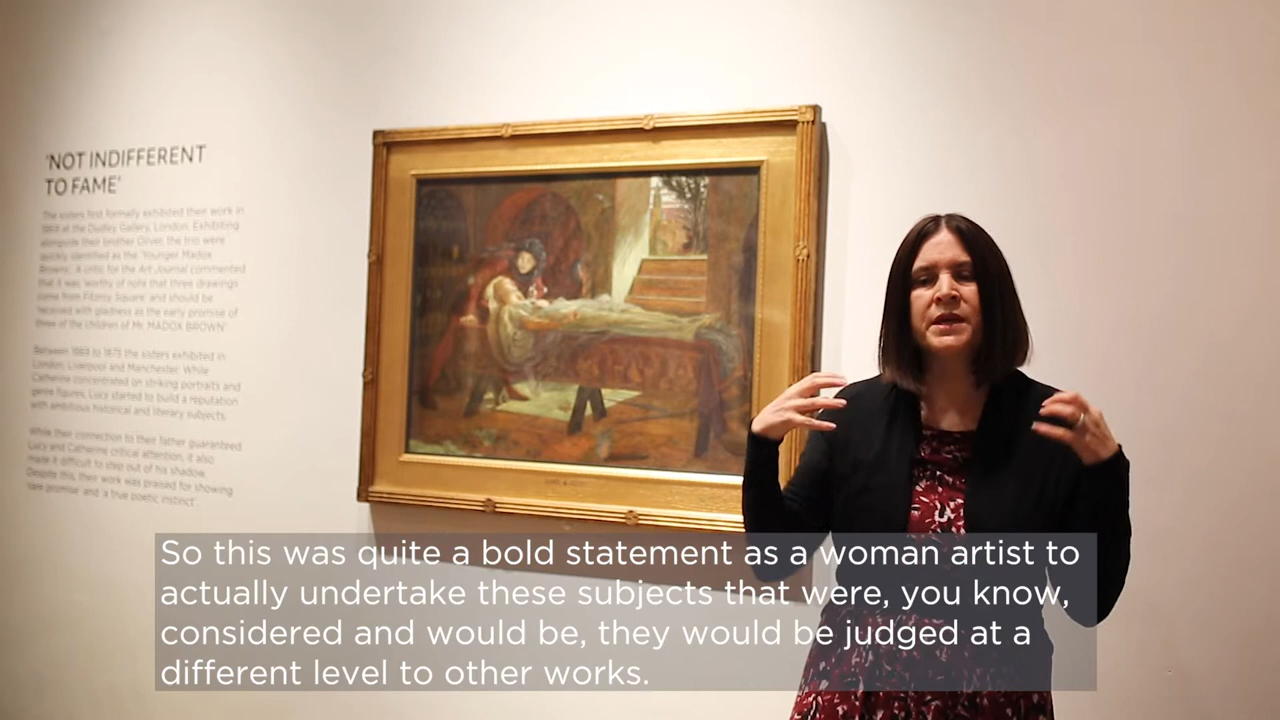 'NOT INDIFFERENT
TO FAME'
The sisters first formally exhibited their work in
1869 at the Dudley Gallery, London. Exhibiting
alongside their brother Oliver, the trio were
quickly identified as the 'Younger Madox
Browns'. A critic for the Art Journal commented
that it was 'worthy of note that three drawings
come from Fitzroy Square' and should be
'received with gladness as the early promise of
three of the children of Mr. MADOX BROWN'
Between 1869 to 1875 the sisters exhibited in
London, Liverpool and Manchester. While
Catherine concentrated on striking portraits and
genre figures, Lucy started to build a reputation
with ambitious historical and literary subjects.
While their connection to their father guaranteed
Lucy and Catherine critical attention, it also
made it difficult to step out of his shadow.
Despite this, their work was praised for showing
'rare promise' and 'a true poetic instinct'.
So this was quite a bold statement as a woman artist to
actually undertake these subjects that were, you know,
considered and would be, they would be judged at a
different level to other works.